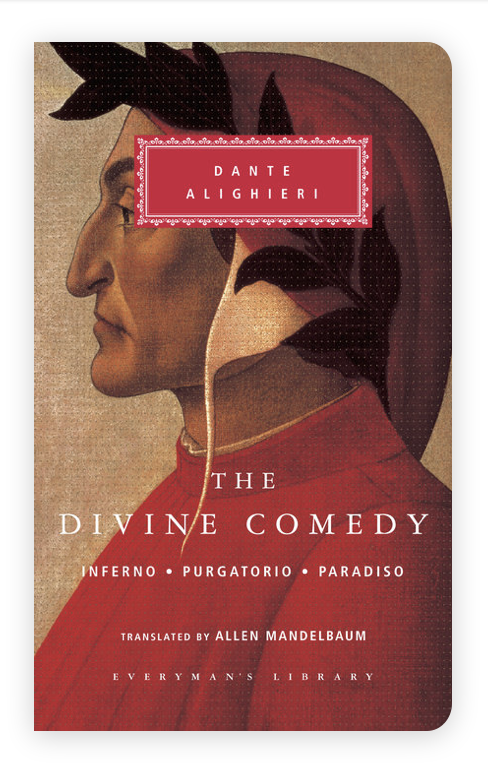 DANTE
ALIGHIERI
THE
DIVINE COMEDY
INFERNO • PURGATORIO • PARADISO
TRANSLATED BY ALLEN MANDELBAUM
EVERYMAN'S LIBRARY